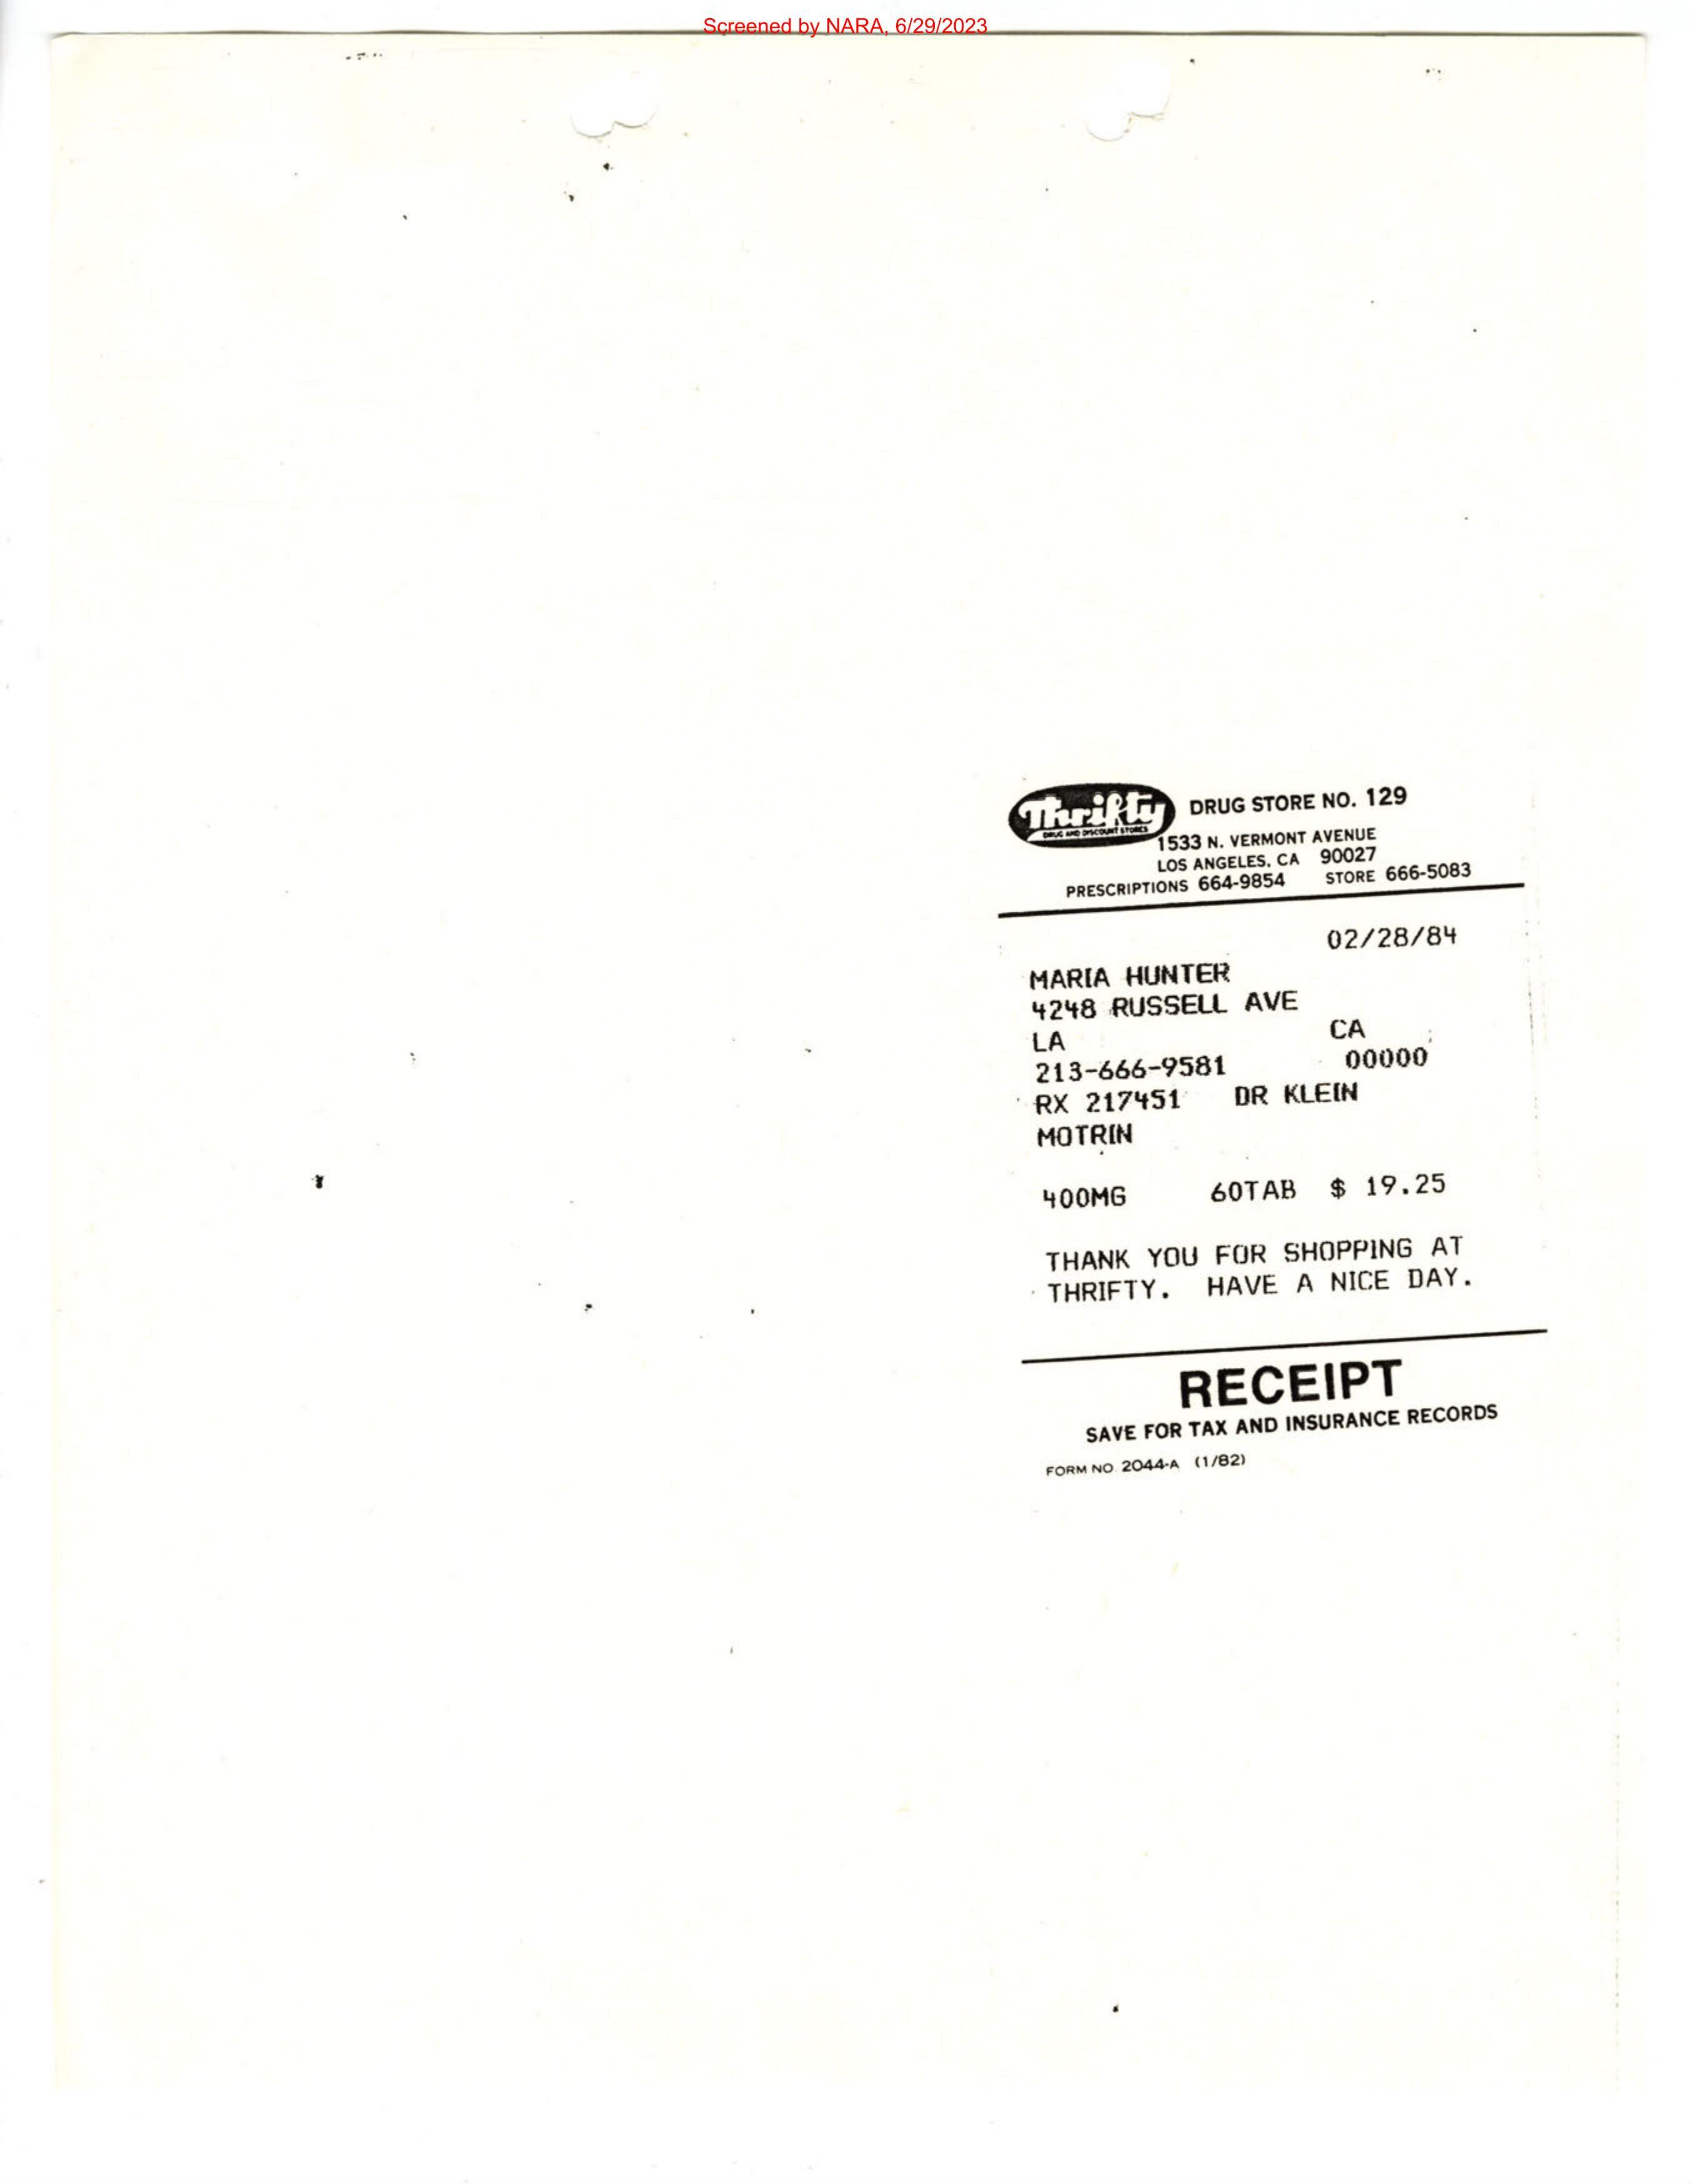 Screened by NARA, 6/29/2023
Thrifty DRUG STORE NO. 129
DRUG AND DISCOUNT STORES
1533 N. VERMONT AVENUE
LOS ANGELES, CA 90027
PRESCRIPTIONS 664-9854 STORE 666-5083
02/28/84
MARIA HUNTER
4248 RUSSELL AVE
LA CA
213-666-9581 00000
RX 217451 DR KLEIN
MOTRIN
400MG 60TAB $ 19.25
THANK YOU FOR SHOPPING AT
THRIFTY. HAVE A NICE DAY.
RECEIPT
SAVE FOR TAX AND INSURANCE RECORDS
FORM NO. 2044-A (1/82)